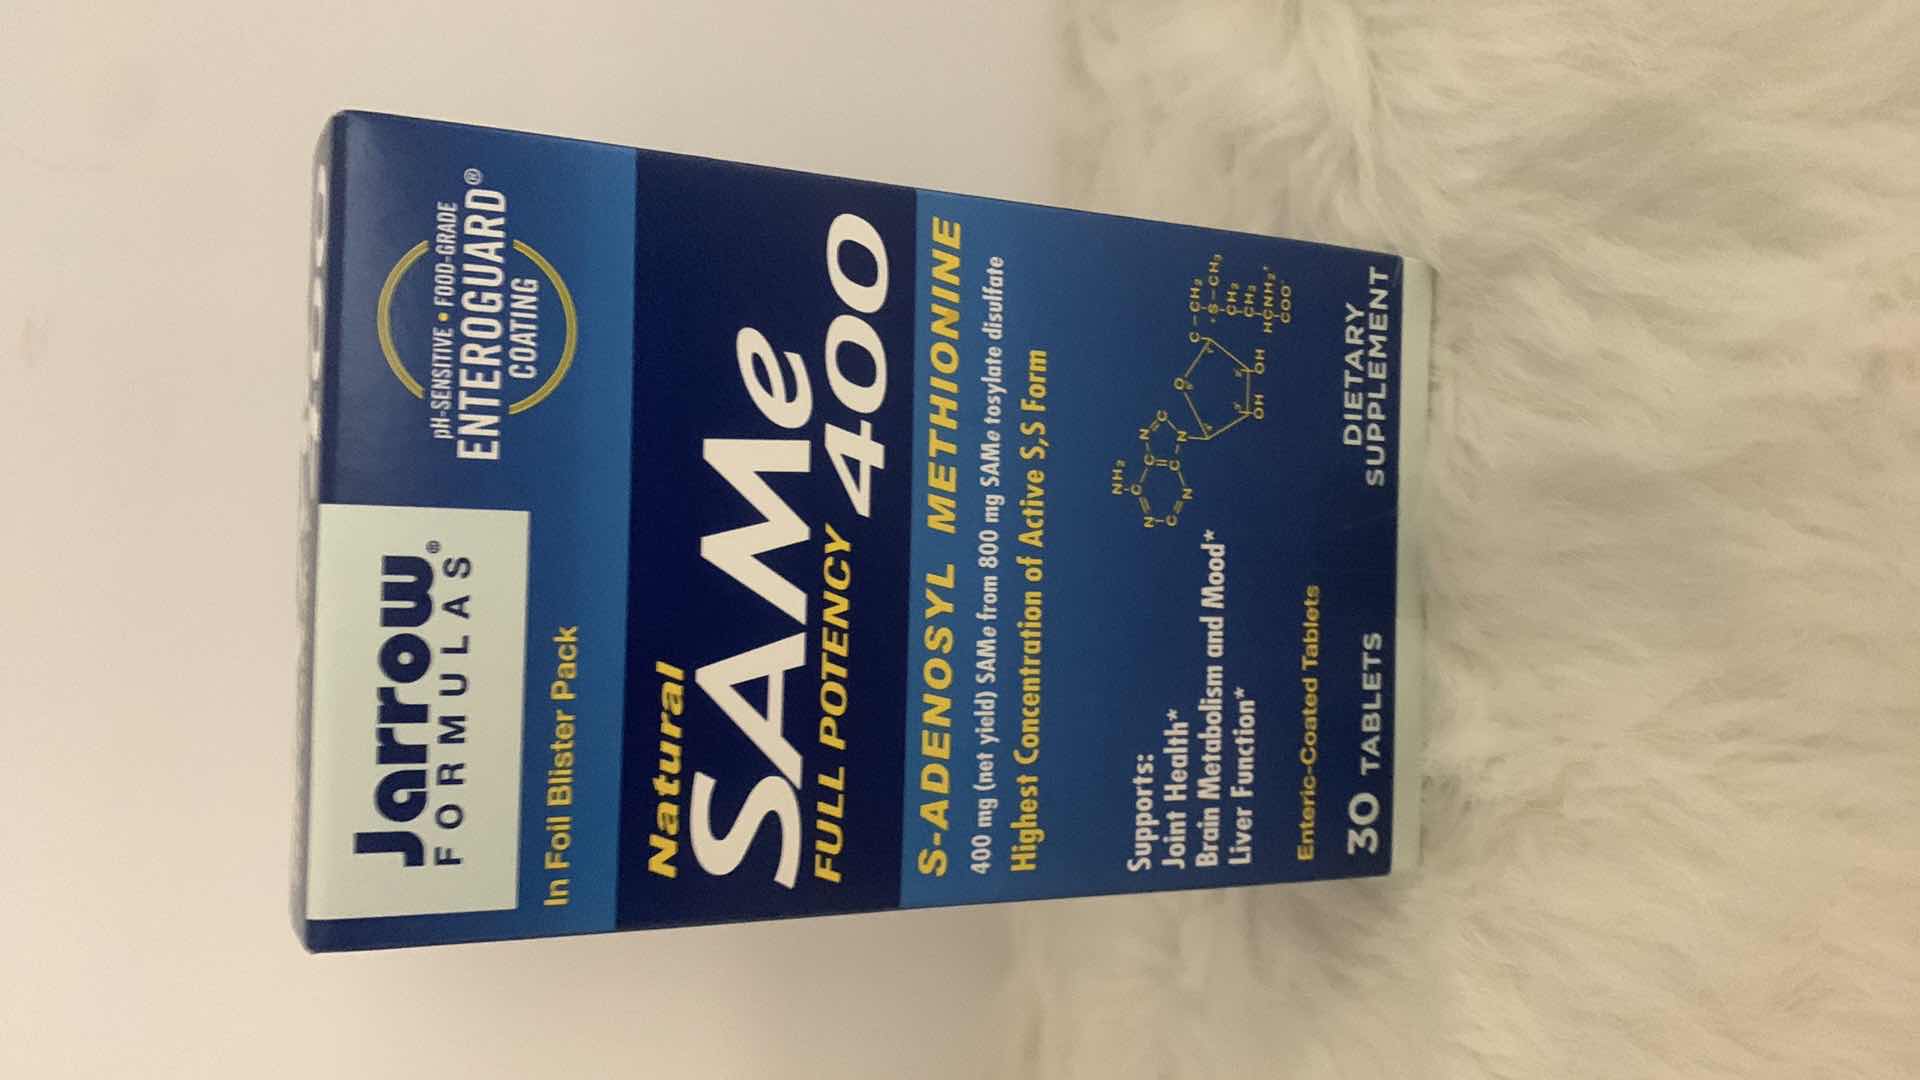 Jarrow
FORMULAS®
pH-SENSITIVE • FOOD-GRADE
ENTEROGUARD®
COATING
In Foil Blister Pack
Natural
SAMe
FULL POTENCY 400
S-ADENOSYL METHIONINE
400 mg (net yield) SAMe from 800 mg SAMe tosylate disulfate
Highest Concentration of Active S,S Form
Supports:
Joint Health*
Brain Metabolism and Mood*
Liver Function*
Enteric-Coated Tablets
30 TABLETS
DIETARY
SUPPLEMENT